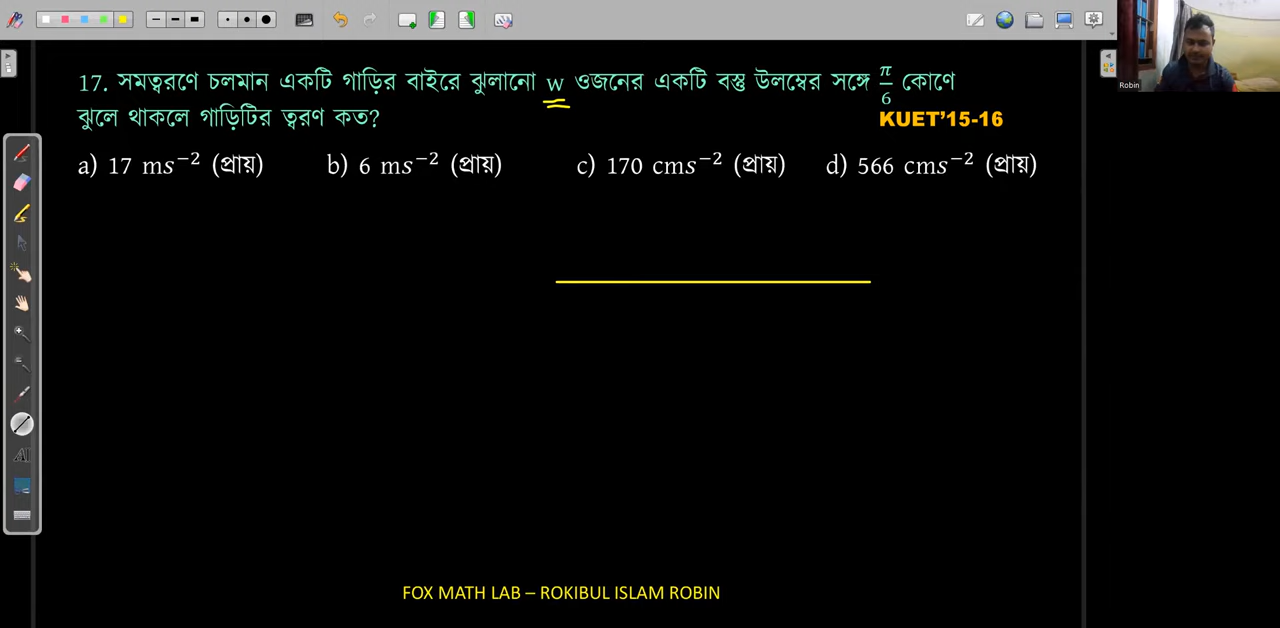 17. সমত্বরণে চলমান একটি গাড়ির বাইরে ঝুলানো w ওজনের একটি বস্তু উলম্বের সঙ্গে π/6 কোণে
ঝুলে থাকলে গাড়িটির ত্বরণ কত?
KUET’15-16
a) 17 ms⁻² (প্রায়) b) 6 ms⁻² (প্রায়) c) 170 cms⁻² (প্রায়) d) 566 cms⁻² (প্রায়)
FOX MATH LAB – ROKIBUL ISLAM ROBIN
Robin